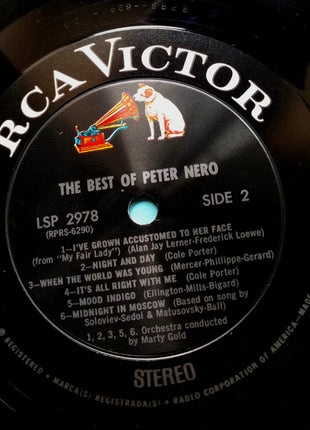 RCA VICTOR
THE BEST OF PETER NERO
LSP 2978
(RPRS-6290)
SIDE 2
1—I'VE GROWN ACCUSTOMED TO HER FACE
(from "My Fair Lady") (Alan Jay Lerner-Frederick Loewe)
2—NIGHT AND DAY (Cole Porter)
3—WHEN THE WORLD WAS YOUNG (Mercer-Philippe-Gerard)
4—IT'S ALL RIGHT WITH ME (Cole Porter)
5—MOOD INDIGO (Ellington-Mills-Bigard)
6—MIDNIGHT IN MOSCOW (Based on song by
Soloviev-Sedoi & Matusovsky-Ball)
1, 2, 3, 5, 6. Orchestra conducted
by Marty Gold
STEREO
REGISTERED • MARCA(S) REGISTRADA(S) • RADIO CORPORATION OF AMERICA—MADE